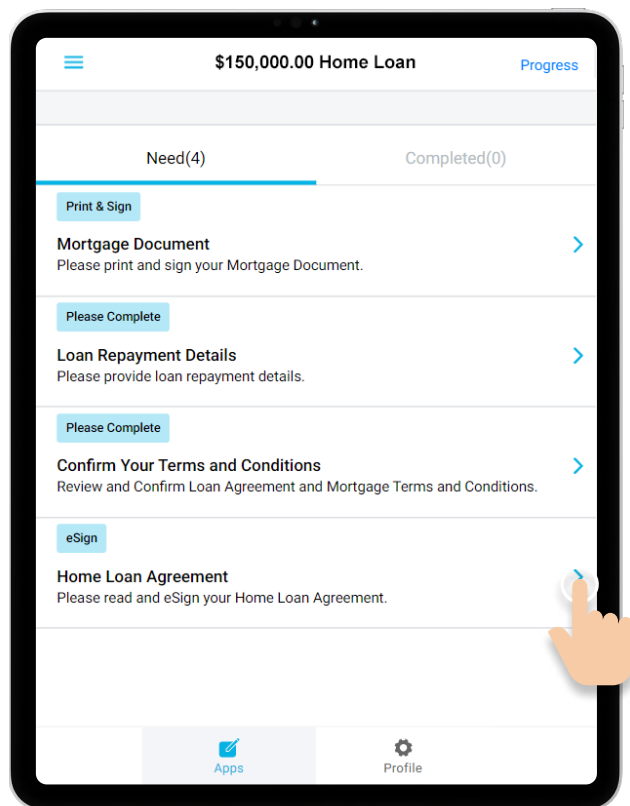 $150,000.00 Home Loan
Progress
Need(4)
Completed(0)
Print & Sign
Mortgage Document
Please print and sign your Mortgage Document.
Please Complete
Loan Repayment Details
Please provide loan repayment details.
Please Complete
Confirm Your Terms and Conditions
Review and Confirm Loan Agreement and Mortgage Terms and Conditions.
eSign
Home Loan Agreement
Please read and eSign your Home Loan Agreement.
Apps
Profile